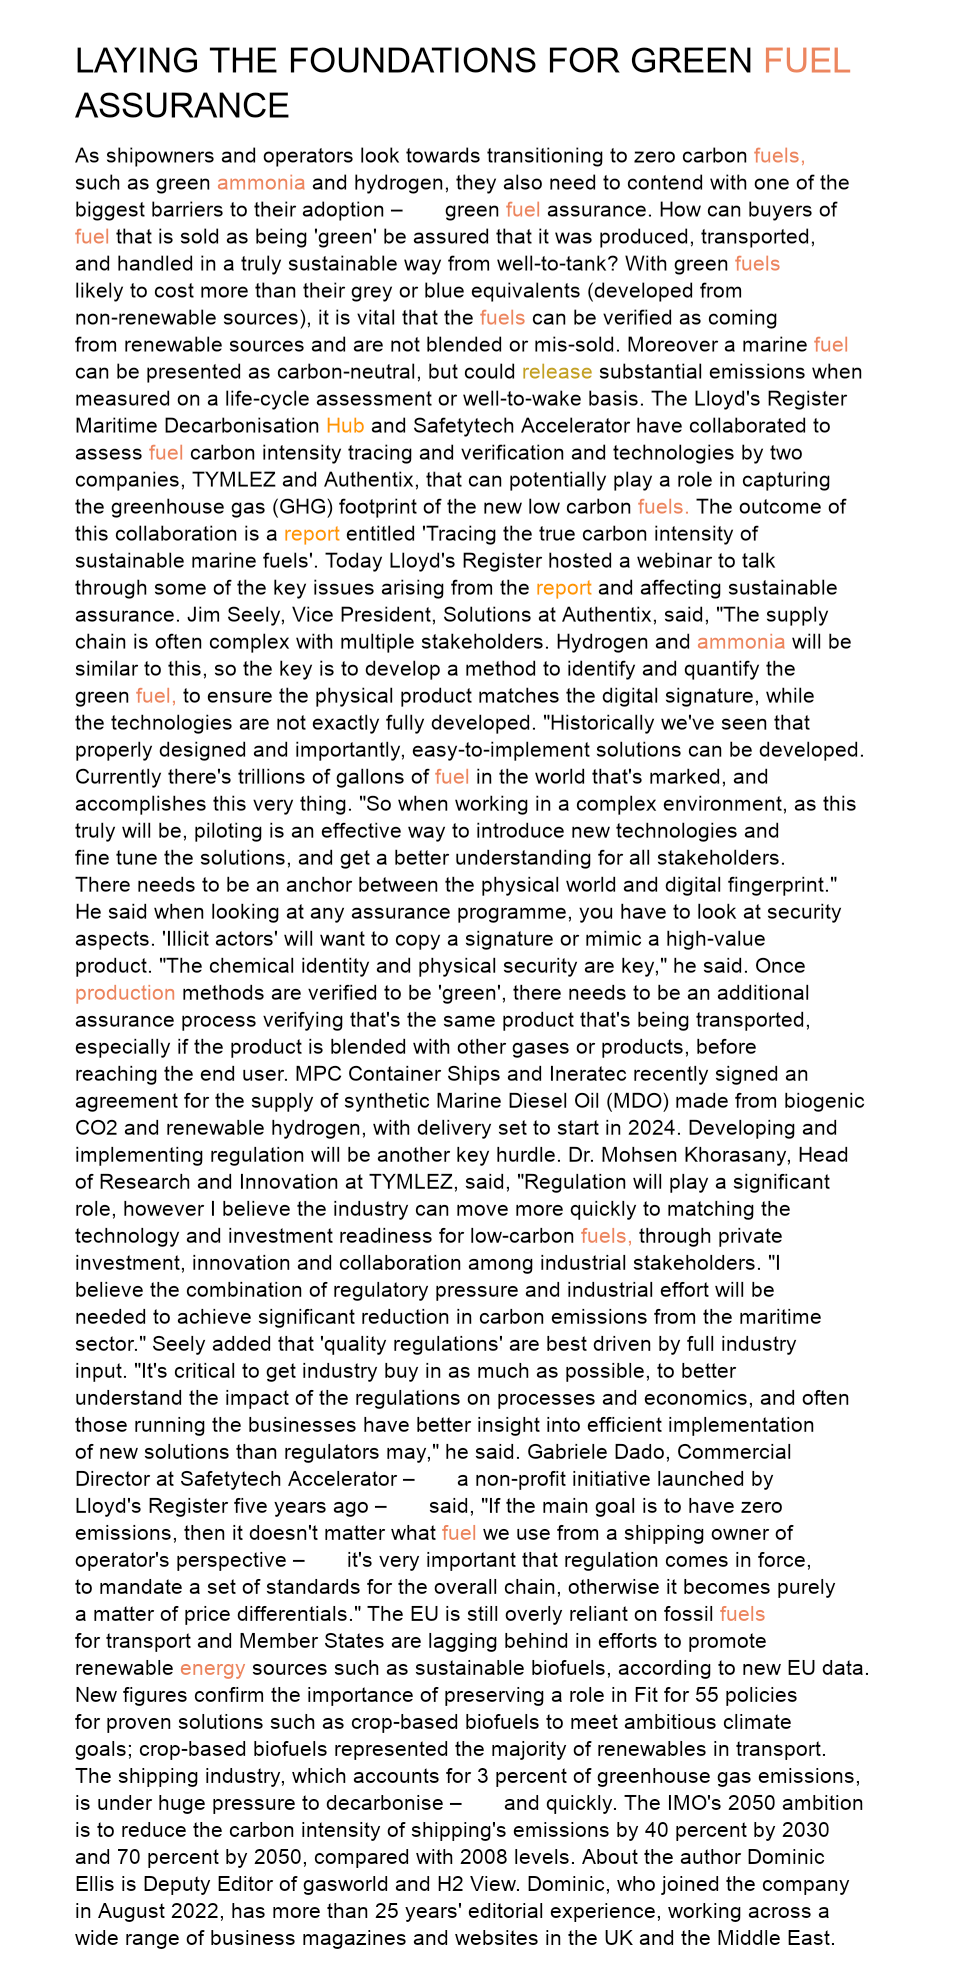 LAYING THE FOUNDATIONS FOR GREEN FUEL
ASSURANCE
As shipowners and operators look towards transitioning to zero carbon fuels,
such as green ammonia and hydrogen, they also need to contend with one of the
biggest barriers to their adoption – green fuel assurance. How can buyers of
fuel that is sold as being 'green' be assured that it was produced, transported,
and handled in a truly sustainable way from well-to-tank? With green fuels
likely to cost more than their grey or blue equivalents (developed from
non-renewable sources), it is vital that the fuels can be verified as coming
from renewable sources and are not blended or mis-sold. Moreover a marine fuel
can be presented as carbon-neutral, but could release substantial emissions when
measured on a life-cycle assessment or well-to-wake basis. The Lloyd's Register
Maritime Decarbonisation Hub and Safetytech Accelerator have collaborated to
assess fuel carbon intensity tracing and verification and technologies by two
companies, TYMLEZ and Authentix, that can potentially play a role in capturing
the greenhouse gas (GHG) footprint of the new low carbon fuels. The outcome of
this collaboration is a report entitled 'Tracing the true carbon intensity of
sustainable marine fuels'. Today Lloyd's Register hosted a webinar to talk
through some of the key issues arising from the report and affecting sustainable
assurance. Jim Seely, Vice President, Solutions at Authentix, said, "The supply
chain is often complex with multiple stakeholders. Hydrogen and ammonia will be
similar to this, so the key is to develop a method to identify and quantify the
green fuel, to ensure the physical product matches the digital signature, while
the technologies are not exactly fully developed. "Historically we've seen that
properly designed and importantly, easy-to-implement solutions can be developed.
Currently there's trillions of gallons of fuel in the world that's marked, and
accomplishes this very thing. "So when working in a complex environment, as this
truly will be, piloting is an effective way to introduce new technologies and
fine tune the solutions, and get a better understanding for all stakeholders.
There needs to be an anchor between the physical world and digital fingerprint."
He said when looking at any assurance programme, you have to look at security
aspects. 'Illicit actors' will want to copy a signature or mimic a high-value
product. "The chemical identity and physical security are key," he said. Once
production methods are verified to be 'green', there needs to be an additional
assurance process verifying that's the same product that's being transported,
especially if the product is blended with other gases or products, before
reaching the end user. MPC Container Ships and Ineratec recently signed an
agreement for the supply of synthetic Marine Diesel Oil (MDO) made from biogenic
CO2 and renewable hydrogen, with delivery set to start in 2024. Developing and
implementing regulation will be another key hurdle. Dr. Mohsen Khorasany, Head
of Research and Innovation at TYMLEZ, said, "Regulation will play a significant
role, however I believe the industry can move more quickly to matching the
technology and investment readiness for low-carbon fuels, through private
investment, innovation and collaboration among industrial stakeholders. "I
believe the combination of regulatory pressure and industrial effort will be
needed to achieve significant reduction in carbon emissions from the maritime
sector." Seely added that 'quality regulations' are best driven by full industry
input. "It's critical to get industry buy in as much as possible, to better
understand the impact of the regulations on processes and economics, and often
those running the businesses have better insight into efficient implementation
of new solutions than regulators may," he said. Gabriele Dado, Commercial
Director at Safetytech Accelerator – a non-profit initiative launched by
Lloyd's Register five years ago – said, "If the main goal is to have zero
emissions, then it doesn't matter what fuel we use from a shipping owner of
operator's perspective – it's very important that regulation comes in force,
to mandate a set of standards for the overall chain, otherwise it becomes purely
a matter of price differentials." The EU is still overly reliant on fossil fuels
for transport and Member States are lagging behind in efforts to promote
renewable energy sources such as sustainable biofuels, according to new EU data.
New figures confirm the importance of preserving a role in Fit for 55 policies
for proven solutions such as crop-based biofuels to meet ambitious climate
goals; crop-based biofuels represented the majority of renewables in transport.
The shipping industry, which accounts for 3 percent of greenhouse gas emissions,
is under huge pressure to decarbonise – and quickly. The IMO's 2050 ambition
is to reduce the carbon intensity of shipping's emissions by 40 percent by 2030
and 70 percent by 2050, compared with 2008 levels. About the author Dominic
Ellis is Deputy Editor of gasworld and H2 View. Dominic, who joined the company
in August 2022, has more than 25 years' editorial experience, working across a
wide range of business magazines and websites in the UK and the Middle East.